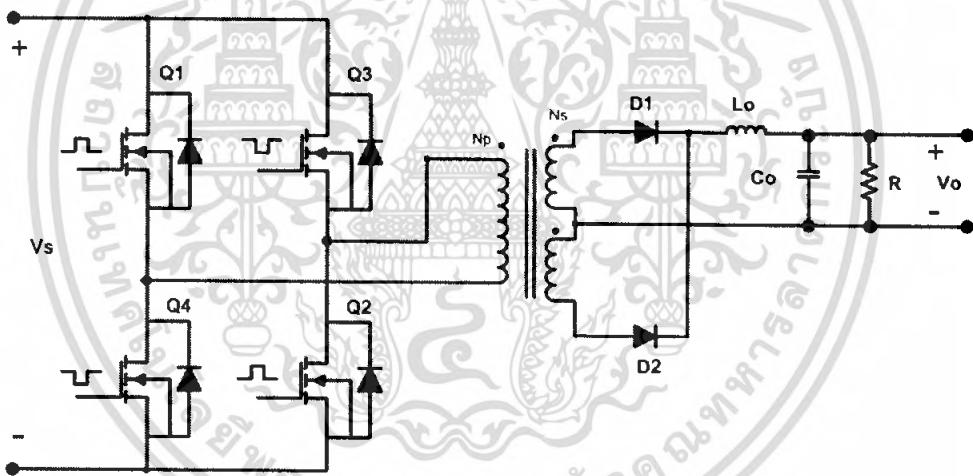 +
Q1
Q3
Np
Ns
D1
Lo
Co
R
+
Vo
-
Vs
Q4
Q2
D2
-